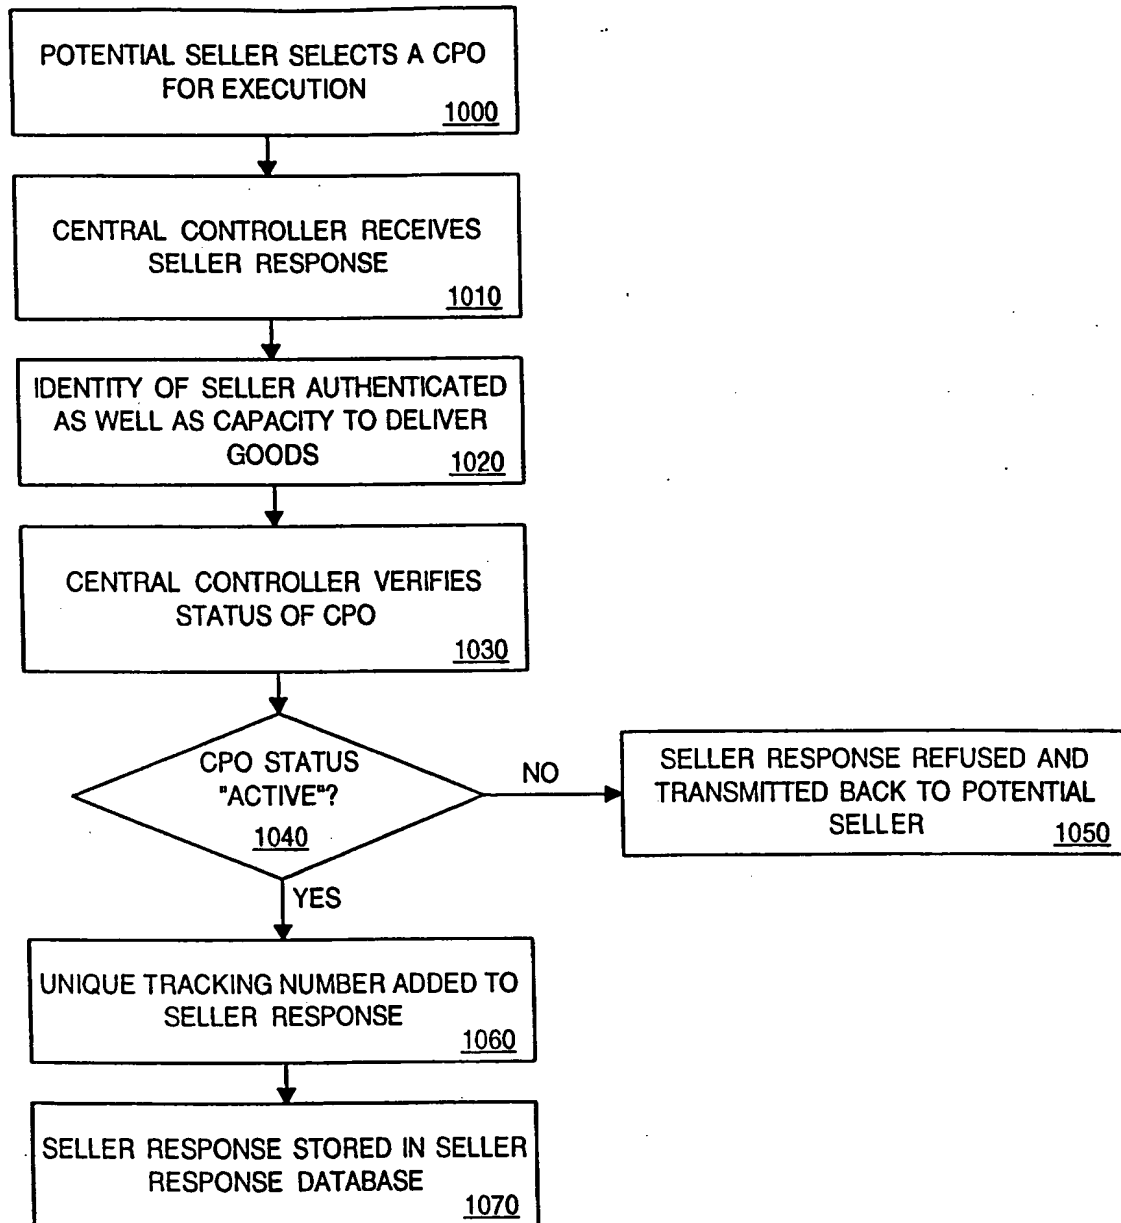 POTENTIAL SELLER SELECTS A CPO
FOR EXECUTION
1000
CENTRAL CONTROLLER RECEIVES
SELLER RESPONSE
1010
IDENTITY OF SELLER AUTHENTICATED
AS WELL AS CAPACITY TO DELIVER
GOODS
1020
CENTRAL CONTROLLER VERIFIES
STATUS OF CPO
1030
CPO STATUS
"ACTIVE"?
1040
NO
SELLER RESPONSE REFUSED AND
TRANSMITTED BACK TO POTENTIAL
SELLER
1050
YES
UNIQUE TRACKING NUMBER ADDED TO
SELLER RESPONSE
1060
SELLER RESPONSE STORED IN SELLER
RESPONSE DATABASE
1070